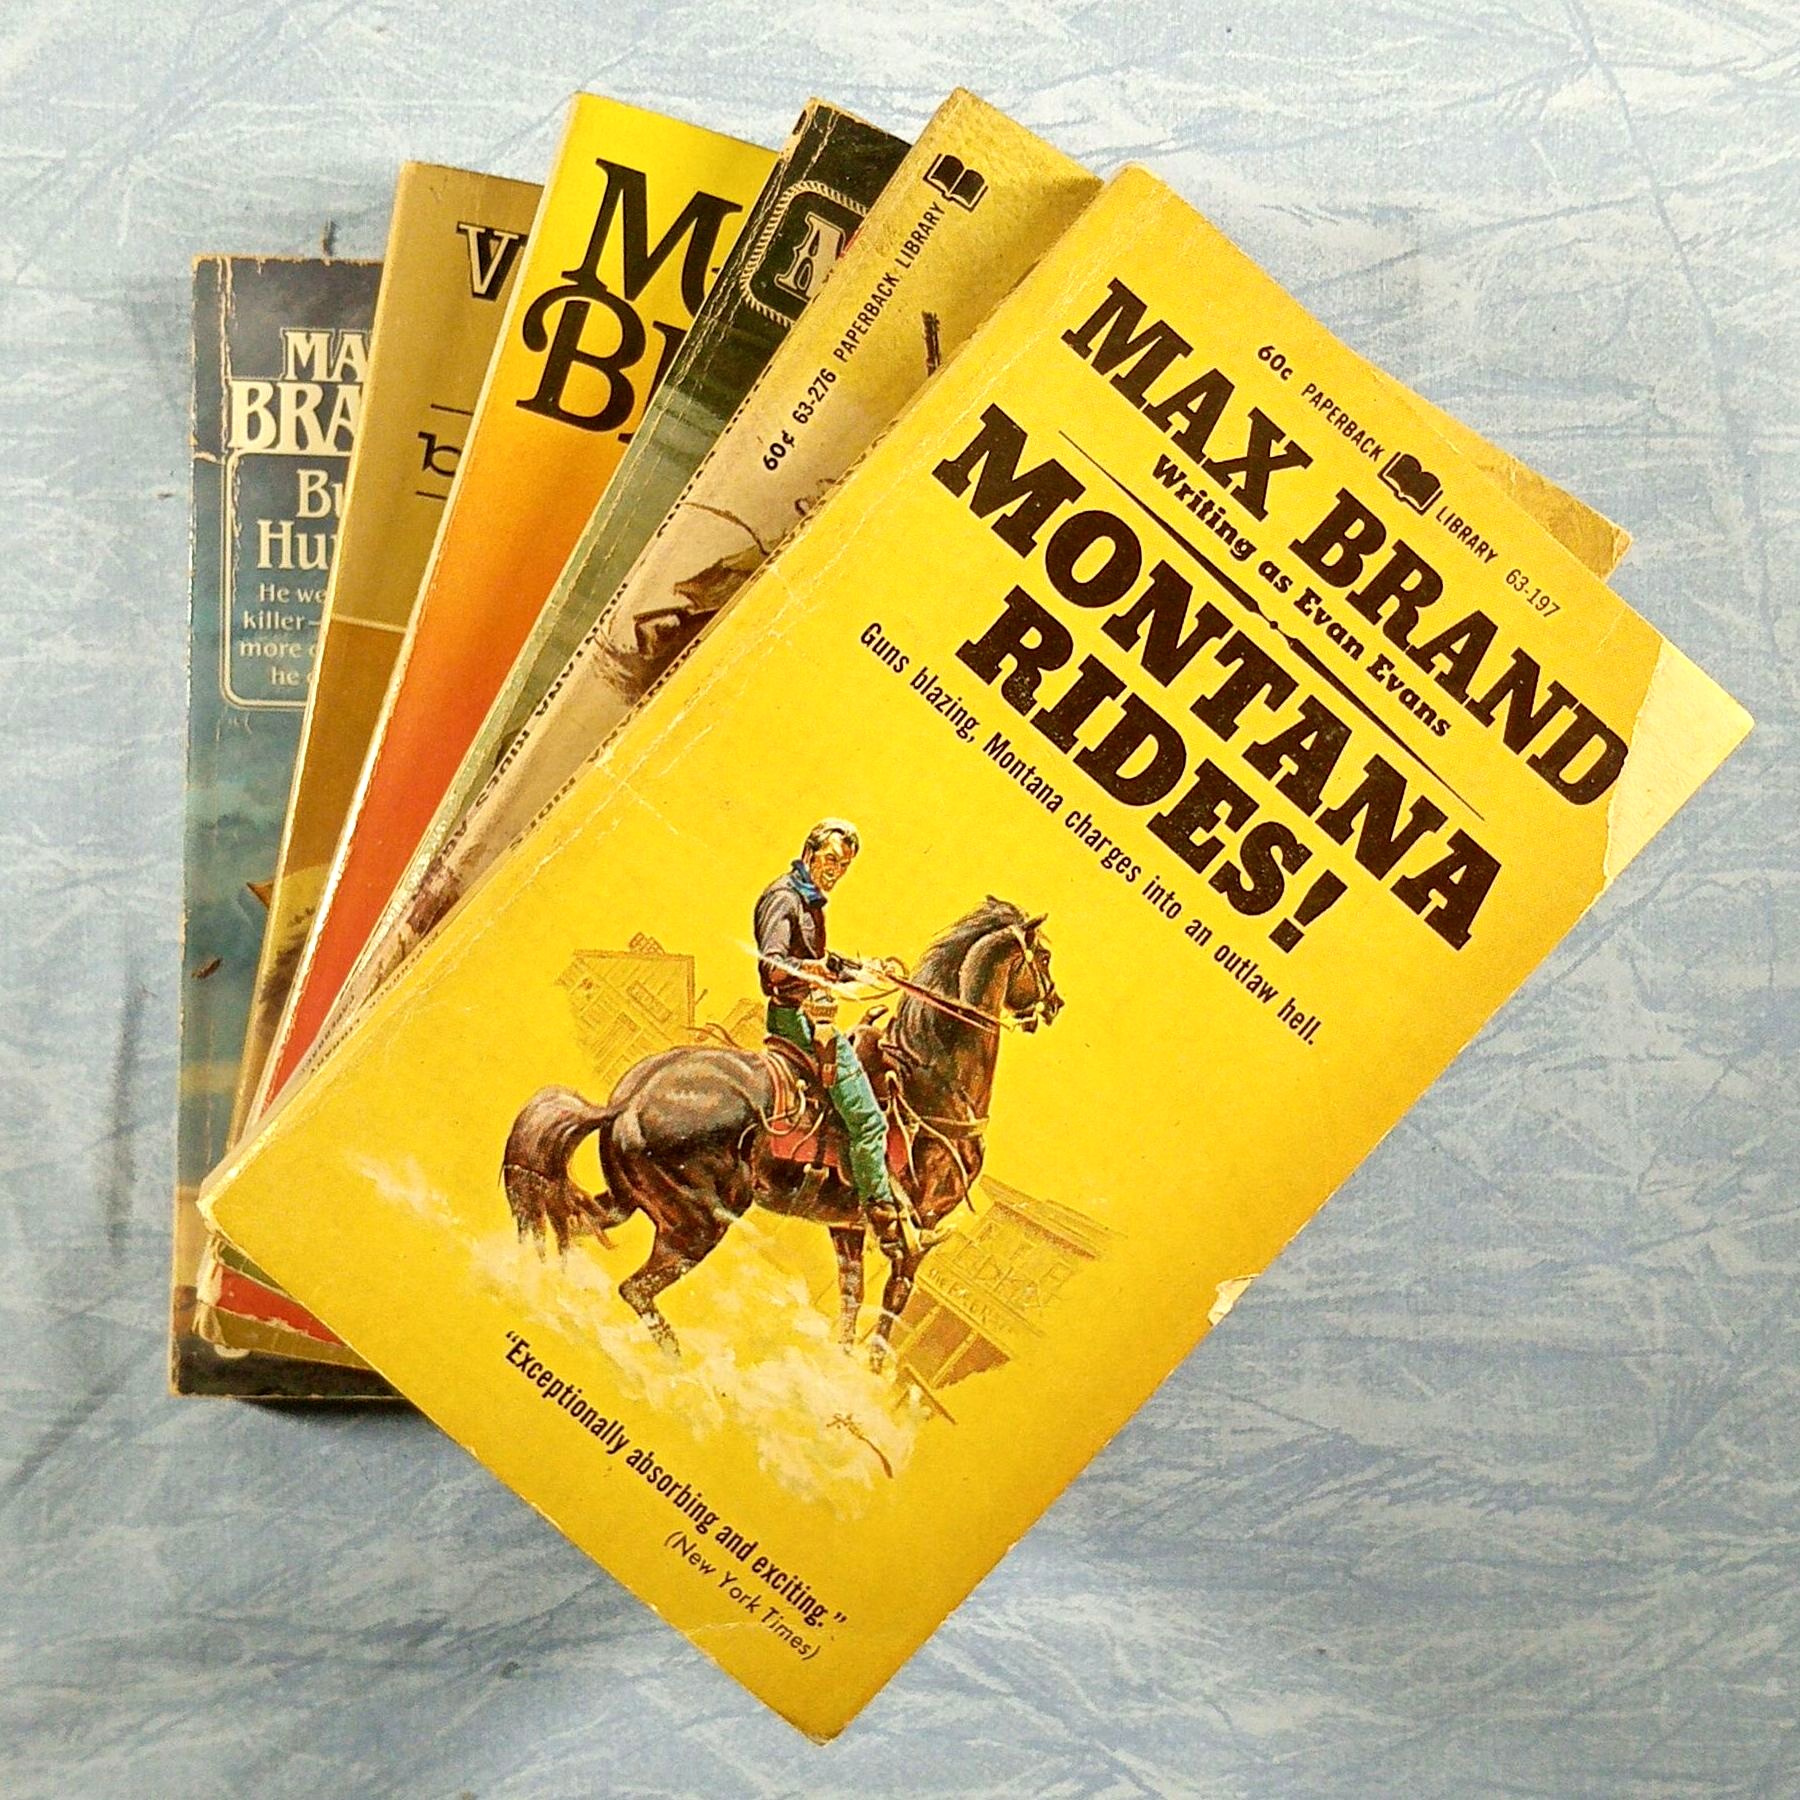 60c PAPERBACK LIBRARY 63-197
MAX BRAND
Writing as Evan Evans
MONTANA
RIDES!
Guns blazing, Montana charges into an outlaw hell.
"Exceptionally absorbing and exciting."
(New York Times)
60¢ 63-276 PAPERBACK LIBRARY
A
M
B
V
b
MA
BRA
Bu
Hu
He we
killer—
more
he